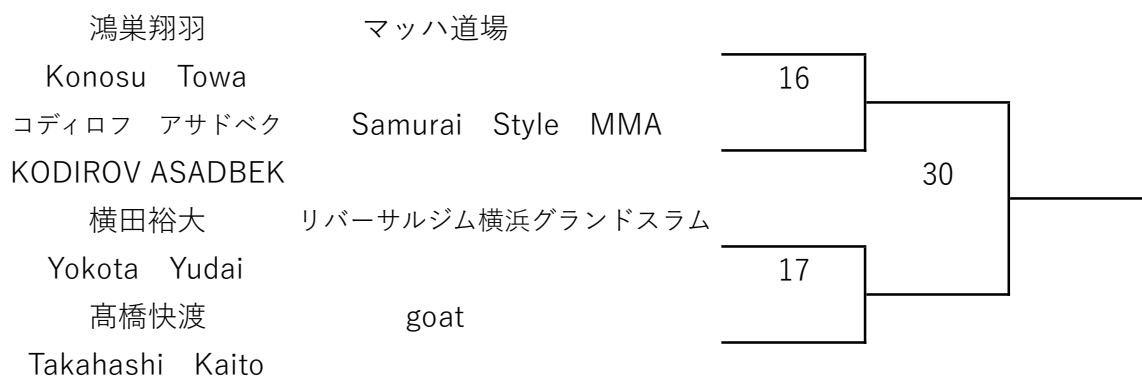 鴻巣翔羽 マッハ道場
Konosu Towa
16
コディロフ アサドベク Samurai Style MMA
KODIROV ASADBEK
30
横田裕大 リバーサルジム横浜グランドスラム
Yokota Yudai
17
髙橋快渡 goat
Takahashi Kaito